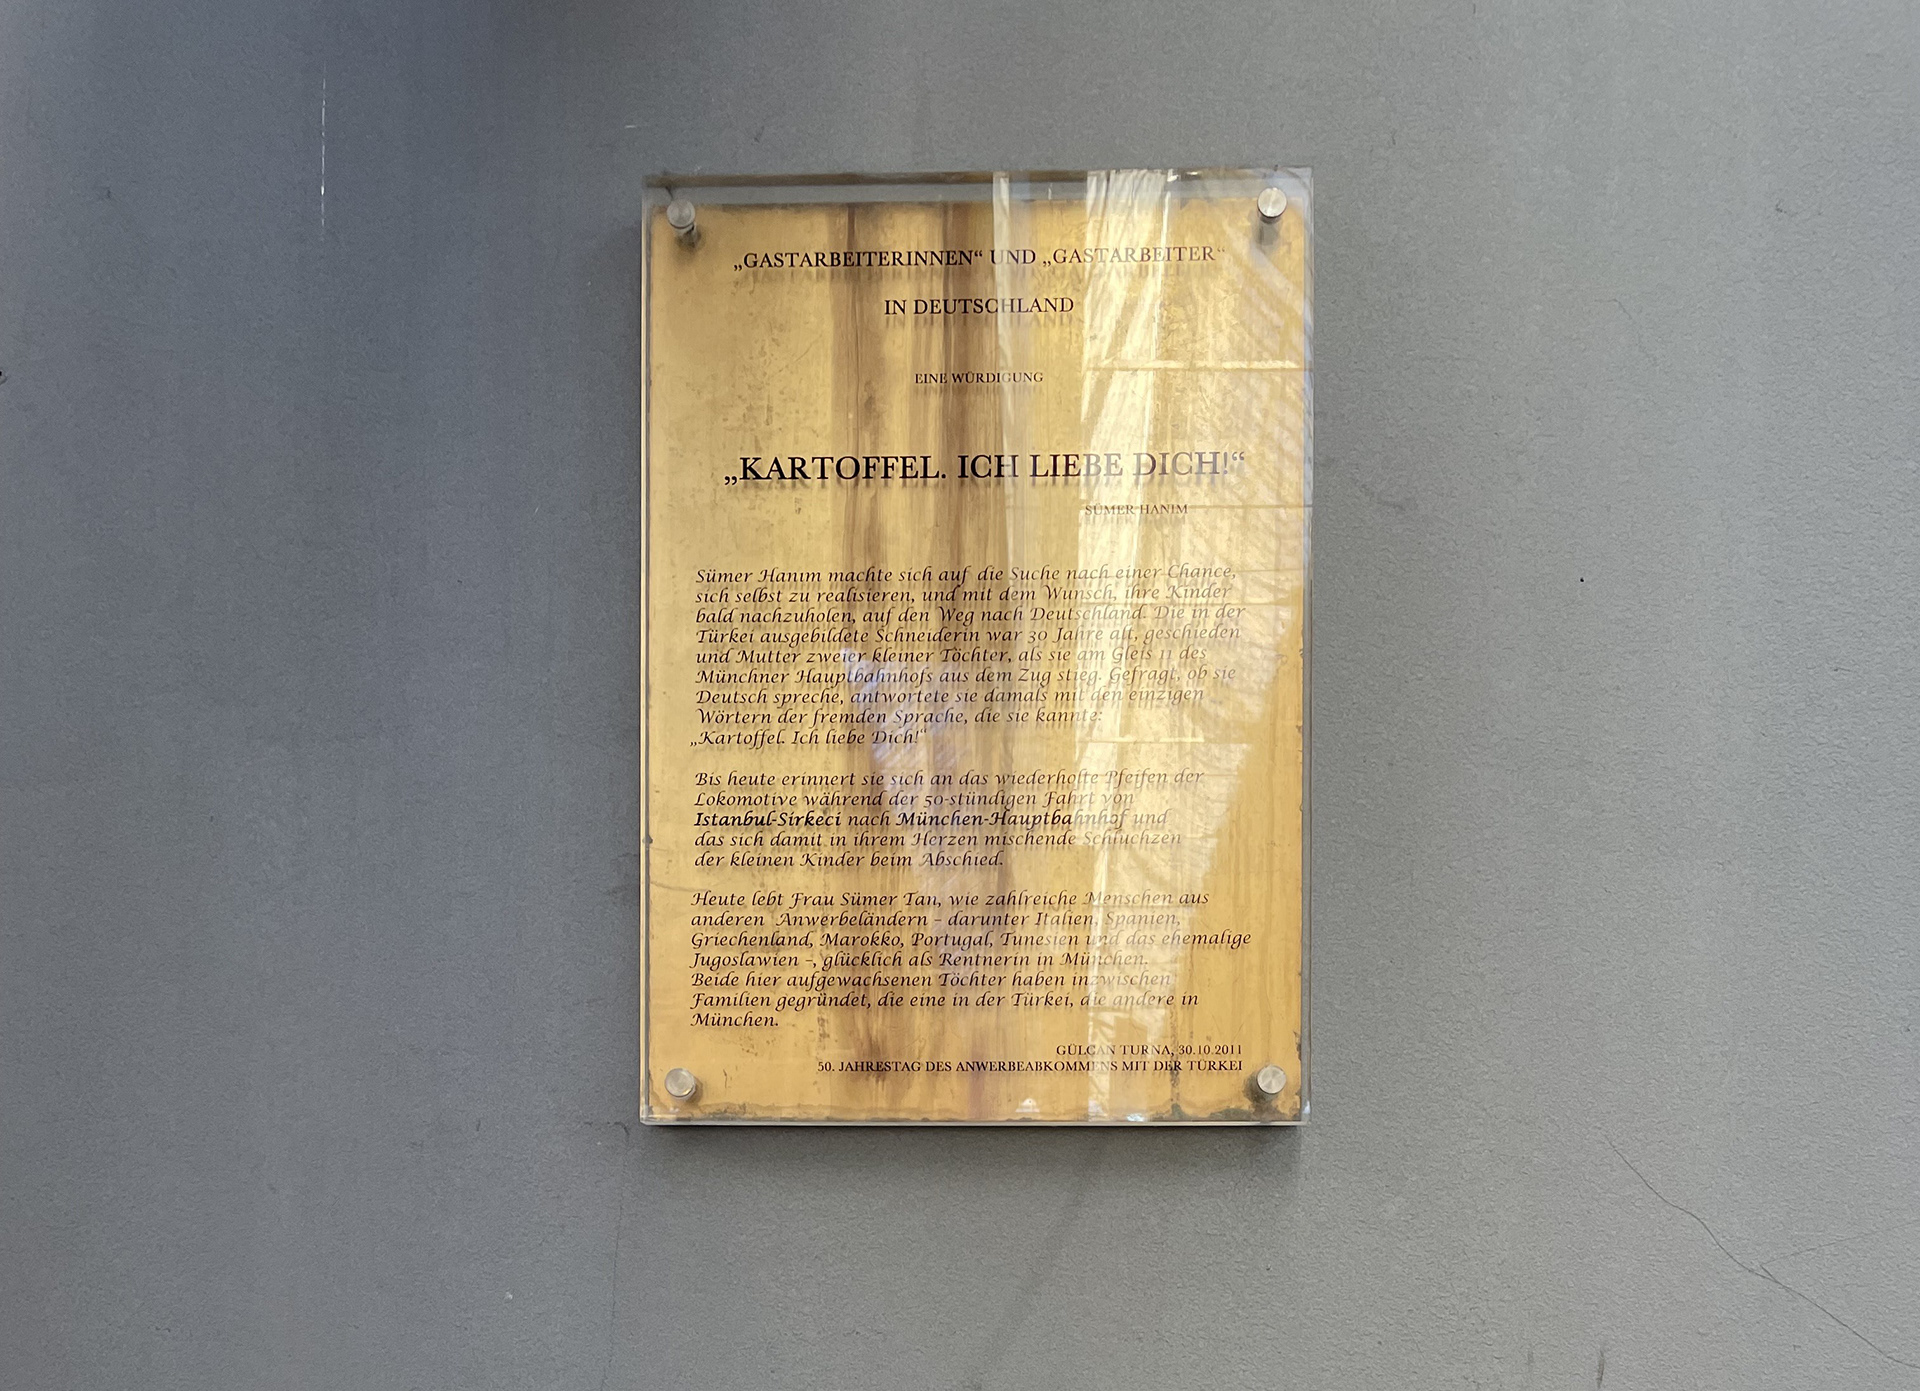 „GASTARBEITERINNEN“ UND „GASTARBEITER“
IN DEUTSCHLAND
EINE WÜRDIGUNG
„KARTOFFEL. ICH LIEBE DICH!“
SÜMER HANIM
Sümer Hanım machte sich auf die Suche nach einer Chance,
sich selbst zu realisieren, und mit dem Wunsch, ihre Kinder
bald nachzuholen, auf den Weg nach Deutschland. Die in der
Türkei ausgebildete Schneiderin war 30 Jahre alt, geschieden
und Mutter zweier kleiner Töchter, als sie am Gleis 11 des
Münchner Hauptbahnhofs aus dem Zug stieg. Gefragt, ob sie
Deutsch spreche, antwortete sie damals mit den einzigen
Wörtern der fremden Sprache, die sie kannte:
„Kartoffel. Ich liebe Dich!“
Bis heute erinnert sie sich an das wiederholte Pfeifen der
Lokomotive während der 50-stündigen Fahrt von
Istanbul-Sirkeci nach München-Hauptbahnhof und
das sich damit in ihrem Herzen mischende Schluchzen
der kleinen Kinder beim Abschied.
Heute lebt Frau Sümer Tan, wie zahlreiche Menschen aus
anderen Anwerbeländern – darunter Italien, Spanien,
Griechenland, Marokko, Portugal, Tunesien und das ehemalige
Jugoslawien –, glücklich als Rentnerin in München.
Beide hier aufgewachsenen Töchter haben inzwischen
Familien gegründet, die eine in der Türkei, die andere in
München.
GÜLCAN TURNA, 30.10.2011
50. JAHRESTAG DES ANWERBEABKOMMENS MIT DER TÜRKEI